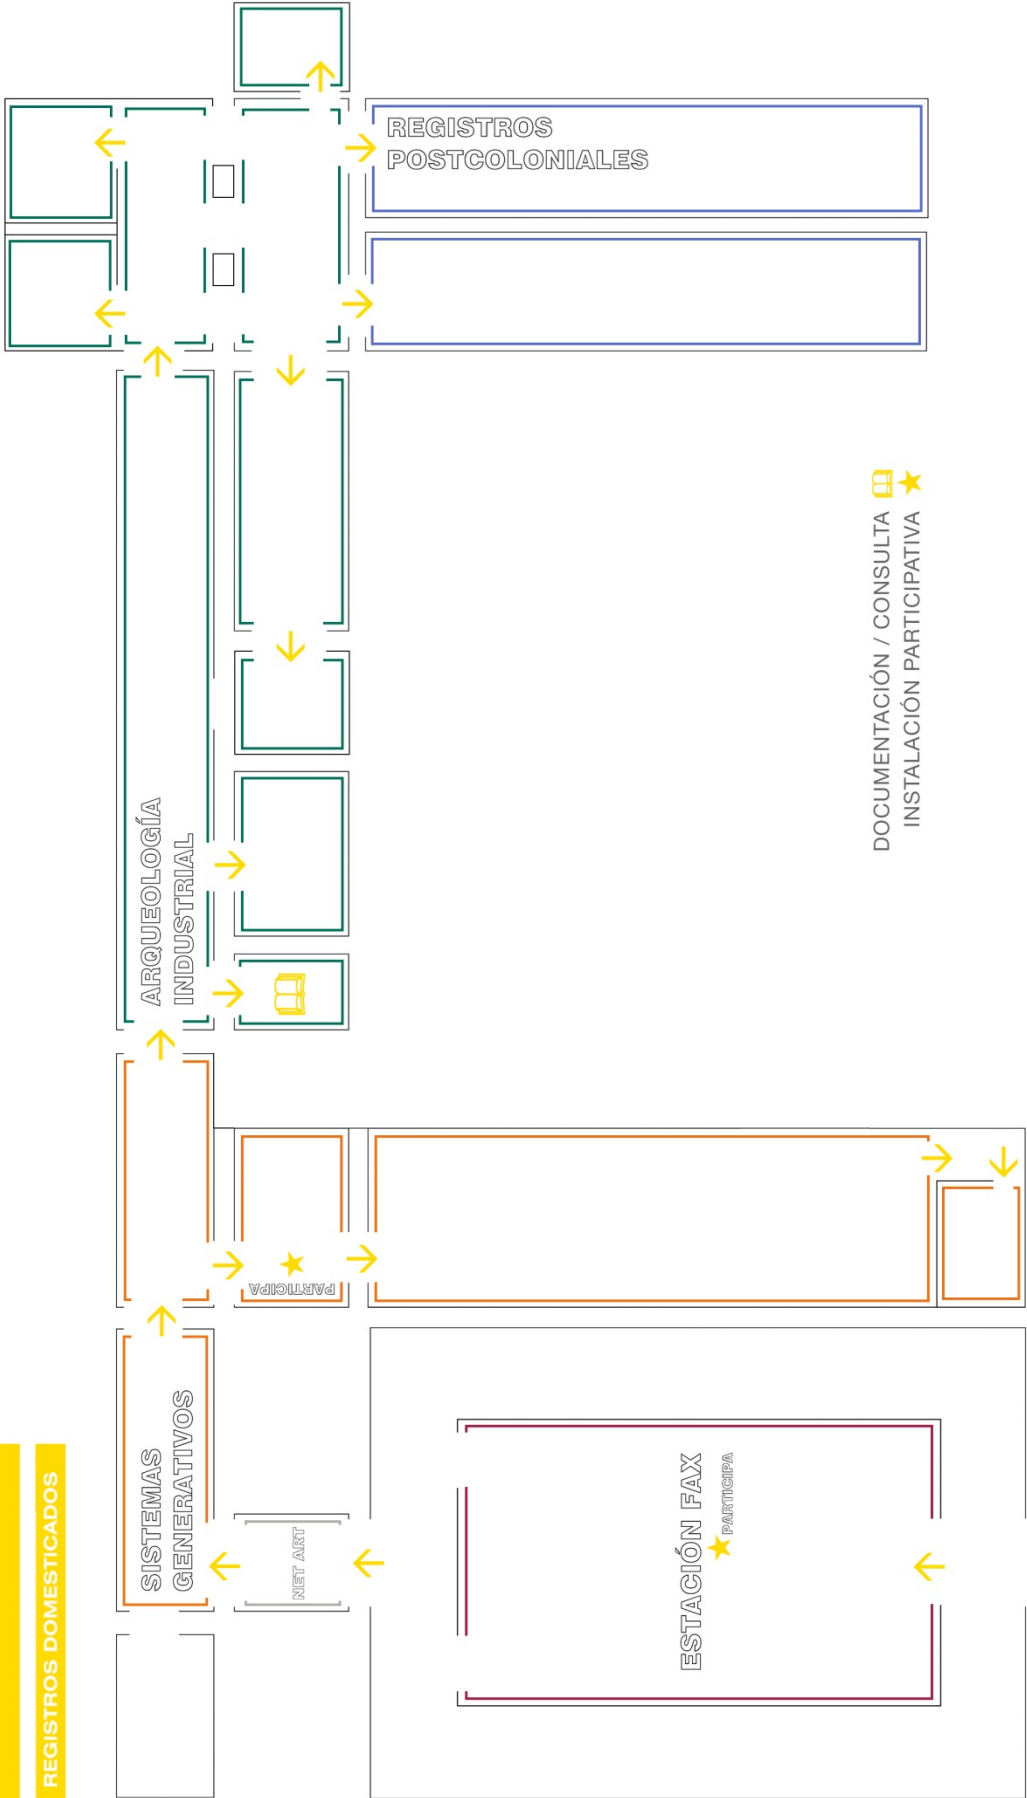 REGISTROS
POSTCOLONIALES
DOCUMENTACIÓN / CONSULTA
INSTALACIÓN PARTICIPATIVA
ARQUEOLOGÍA
INDUSTRIAL
PARTICIPA
SISTEMAS
GENERATIVOS
NET ART
ESTACIÓN FAX
PARTICIPA
REGISTROS DOMESTICADOS